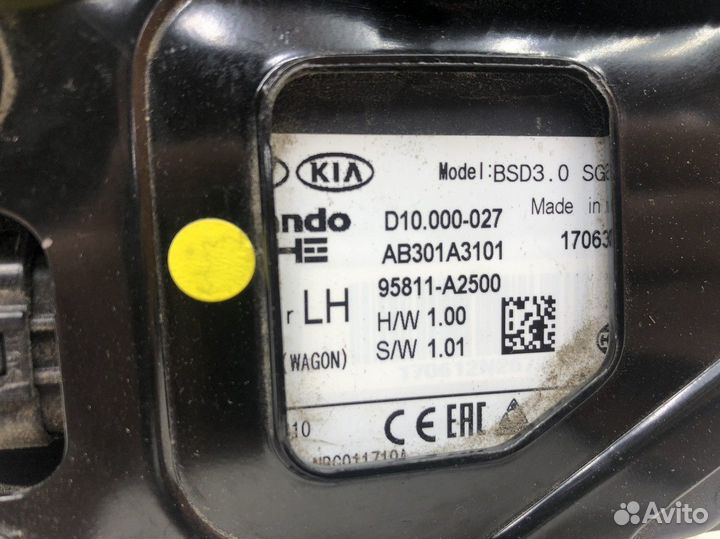 KIA Model:BSD3.0
D10.000-027 Made in
AB301A3101
95811-A2500
LH
H/W 1.00
(WAGON) S/W 1.01
10 CE EAC
Avito